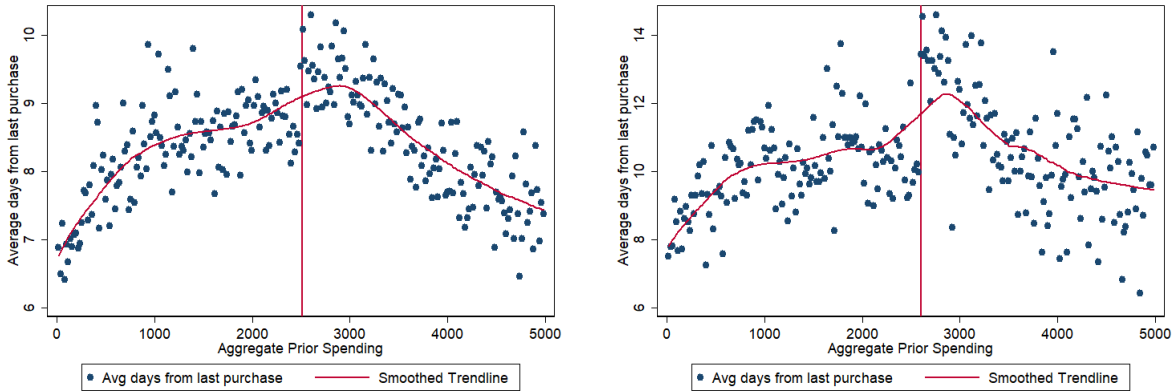 Average days from last purchase
10
9
8
7
6
0 1000 2000 3000 4000 5000
Aggregate Prior Spending
Avg days from last purchase Smoothed Trendline
Average days from last purchase
14
12
10
8
6
0 1000 2000 3000 4000 5000
Aggregate Prior Spending
Avg days from last purchase Smoothed Trendline